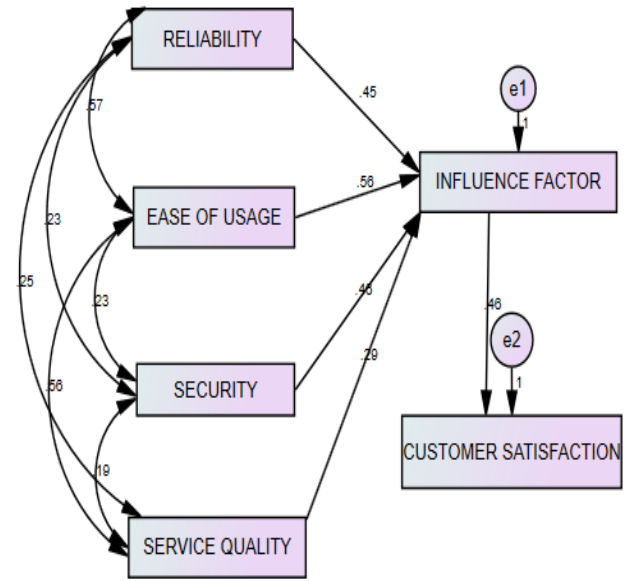 RELIABILITY
.45
e1
.57
1
INFLUENCE FACTOR
.56
EASE OF USAGE
.23
.25
.23
.46
.46
.29
e2
SECURITY
.56
1
CUSTOMER SATISFACTION
.19
SERVICE QUALITY